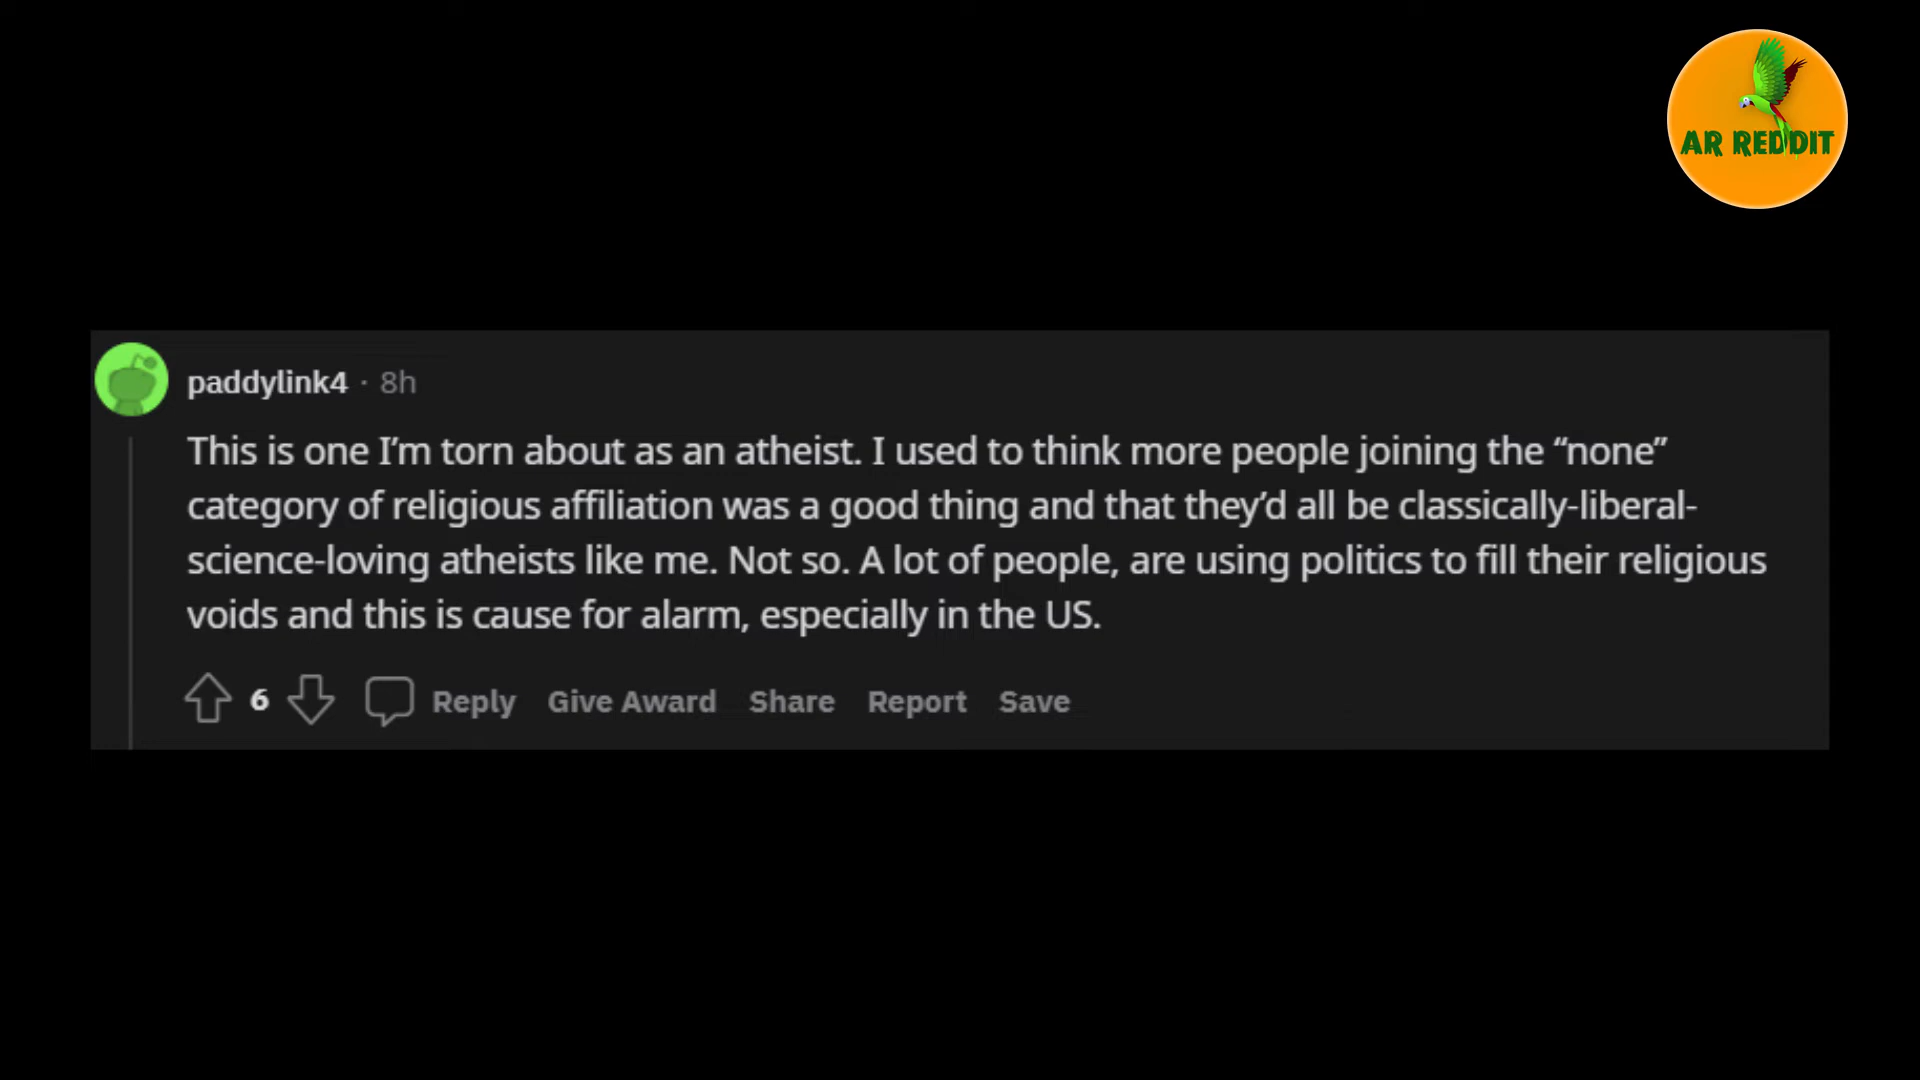 AR REDDIT
paddylink4 · 8h
This is one I’m torn about as an atheist. I used to think more people joining the “none”
category of religious affiliation was a good thing and that they’d all be classically-liberal-
science-loving atheists like me. Not so. A lot of people, are using politics to fill their religious
voids and this is cause for alarm, especially in the US.
6 Reply Give Award Share Report Save